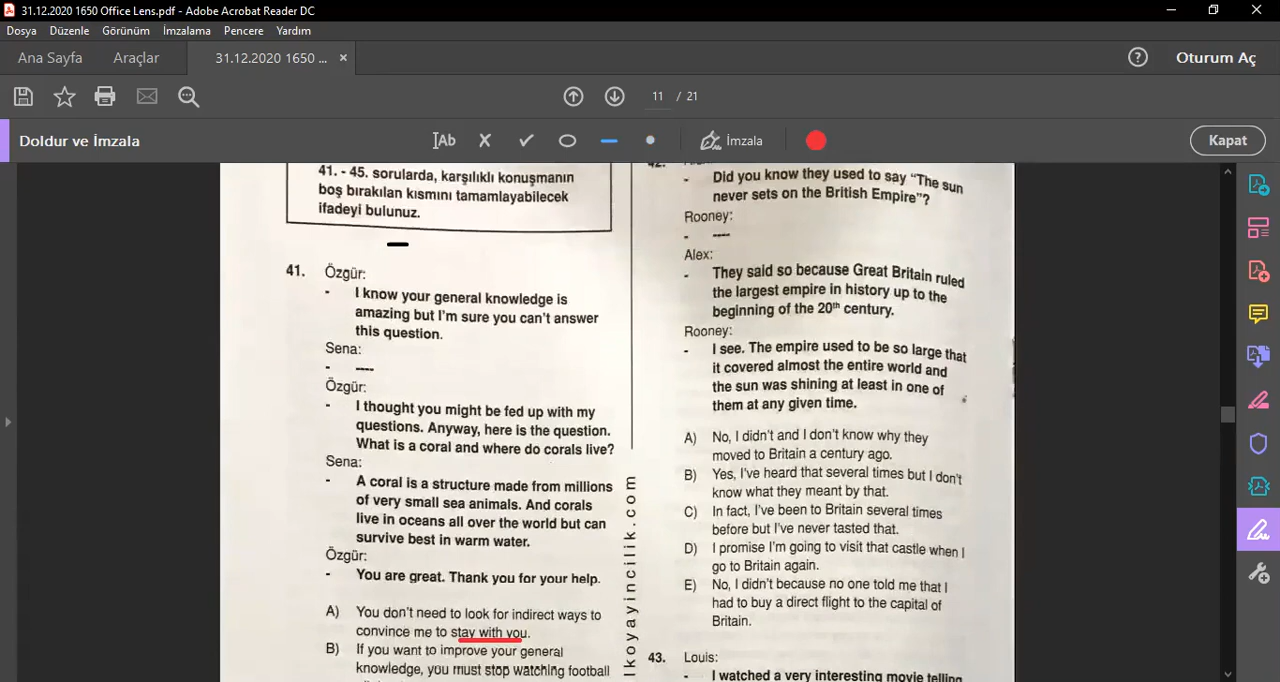 31.12.2020 1650 Office Lens.pdf - Adobe Acrobat Reader DC
Dosya Düzenle Görünüm İmzalama Pencere Yardım
Ana Sayfa Araçlar 31.12.2020 1650 ... × Oturum Aç
11 / 21
Doldur ve İmzala İmzala Kapat
41. - 45. sorularda, karşılıklı konuşmanın
boş bırakılan kısmını tamamlayabilecek
ifadeyi bulunuz.
41. Özgür:
- I know your general knowledge is
amazing but I'm sure you can't answer
this question.
Sena:
- ----
Özgür:
- I thought you might be fed up with my
questions. Anyway, here is the question.
What is a coral and where do corals live?
Sena:
- A coral is a structure made from millions
of very small sea animals. And corals
live in oceans all over the world but can
survive best in warm water.
Özgür:
- You are great. Thank you for your help.
A) You don't need to look for indirect ways to
convince me to stay with you.
B) If you want to improve your general
knowledge, you must stop watching football
lkoyayincilik.com
42.
- Did you know they used to say "The sun
never sets on the British Empire"?
Rooney:
- ----
Alex:
- They said so because Great Britain ruled
the largest empire in history up to the
beginning of the 20th century.
Rooney:
- I see. The empire used to be so large that
it covered almost the entire world and
the sun was shining at least in one of
them at any given time.
A) No, I didn't and I don't know why they
moved to Britain a century ago.
B) Yes, I've heard that several times but I don't
know what they meant by that.
C) In fact, I've been to Britain several times
before but I've never tasted that.
D) I promise I'm going to visit that castle when I
go to Britain again.
E) No, I didn't because no one told me that I
had to buy a direct flight to the capital of
Britain.
43. Louis:
- I watched a very interesting movie telling